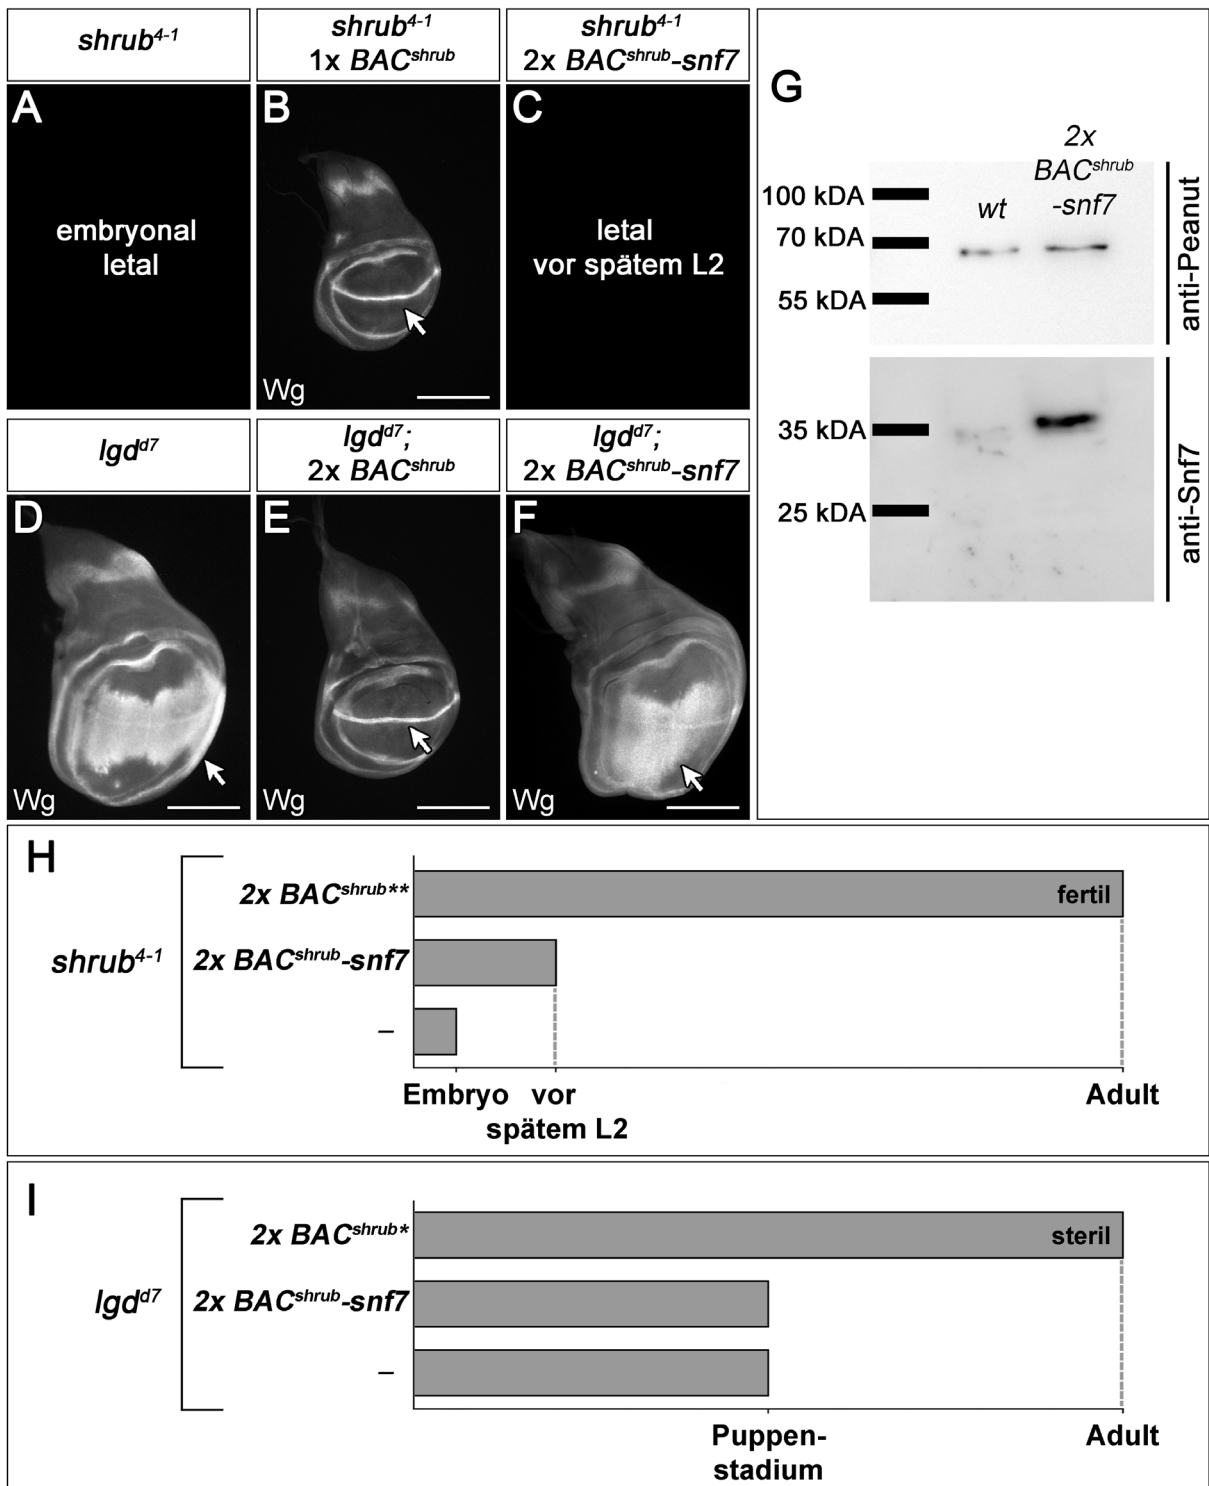 shrub4-1
shrub4-1
1x BACshrub
shrub4-1
2x BACshrub-snf7
A
embryonal
letal
B
Wg
C
letal
vor spätem L2
lgdd7
lgdd7;
2x BACshrub
lgdd7;
2x BACshrub-snf7
D
Wg
E
Wg
F
Wg
G
2x
BACshrub
-snf7
wt
100 kDA
70 kDA
55 kDA
anti-Peanut
35 kDA
25 kDA
anti-Snf7
H
shrub4-1
2x BACshrub**
fertil
2x BACshrub-snf7
–
Embryo vor
spätem L2
Adult
I
lgdd7
2x BACshrub*
steril
2x BACshrub-snf7
–
Puppen-
stadium
Adult